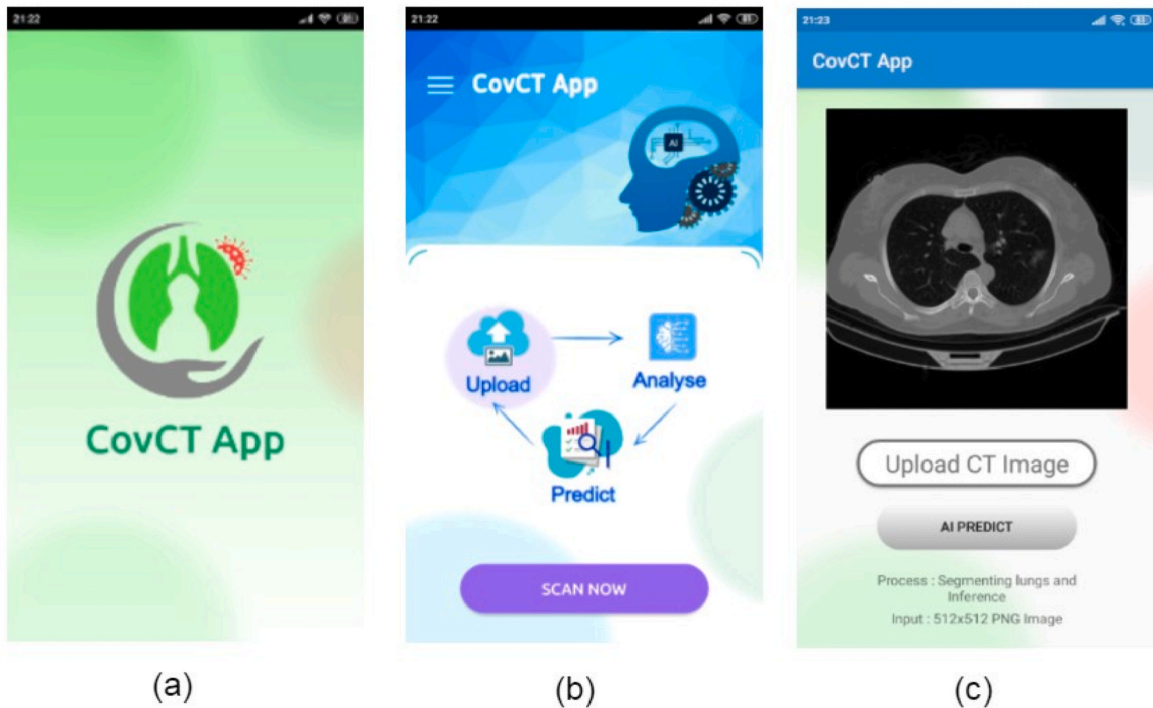 21:22
CovCT App
(a)
21:22
CovCT App
AI
Upload
Analyse
Predict
SCAN NOW
(b)
21:23
CovCT App
Upload CT Image
AI PREDICT
Process : Segmenting lungs and
Inference
Input : 512x512 PNG Image
(c)